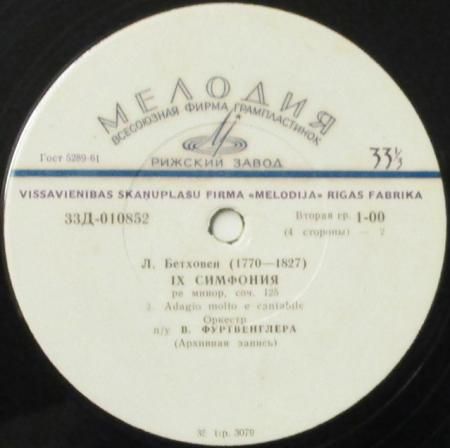 МЕЛОДИЯ
ВСЕСОЮЗНАЯ ФИРМА ГРАМПЛАСТИНОК
Гост 5289-61
РИЖСКИЙ ЗАВОД
33⅓
VISSAVIENIBAS SKAŅUPLAŠU FIRMA «MELODIJA» RIGAS FABRIKA
33Д-010852
Вторая гр. 1-00
(4 стороны) — 2
Л. Бетховен (1770—1827)
IX СИМФОНИЯ
ре минор, соч. 125
3. Adagio molto e cantabile
Оркестр
п/у В. ФУРТВЕНГЛЕРА
(Архивная запись)
3070